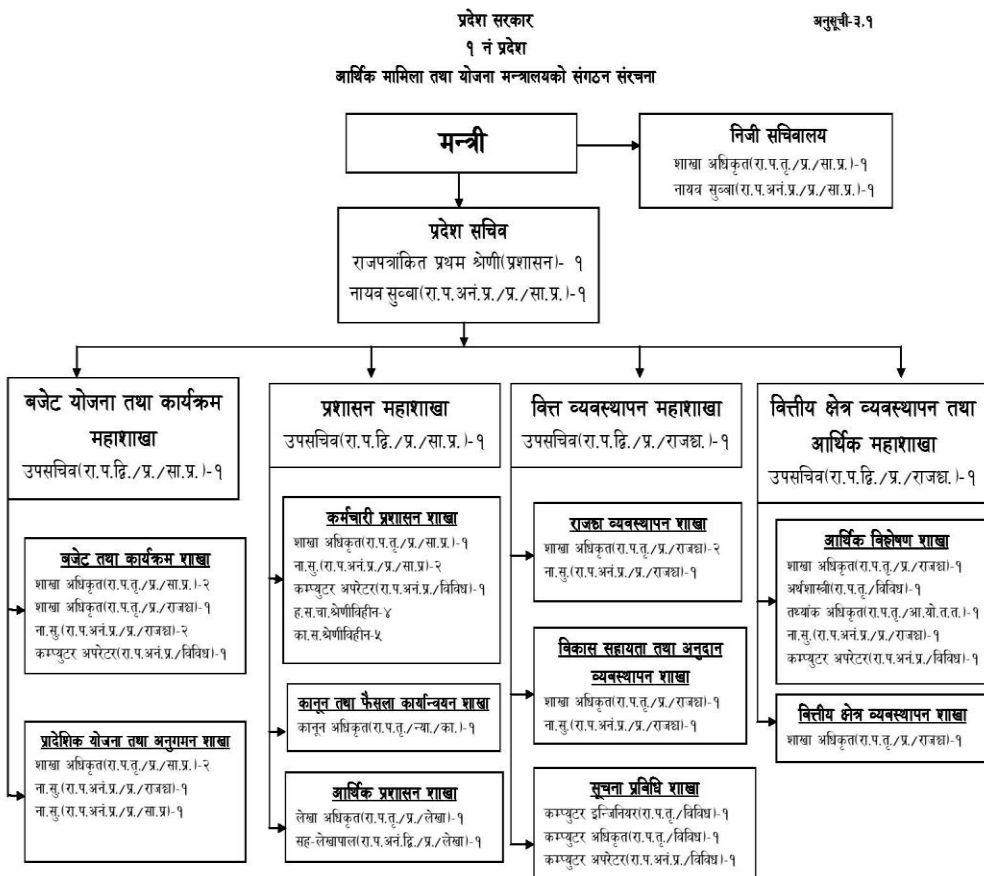 प्रदेश सरकार
अनुसूची-३.१
१ नं प्रदेश
आर्थिक मामिला तथा योजना मन्त्रालयको संगठन संरचना
मन्त्री
निजी सचिवालय
शाखा अधिकृत(रा.प.तृ./प्र./सा.प्र.)-१
नायव सुब्बा(रा.प.अनं.प्र./प्र./सा.प्र.)-१
प्रदेश सचिव
राजपत्रांकित प्रथम श्रेणी(प्रशासन)- १
नायव सुब्बा(रा.प.अनं.प्र./प्र./सा.प्र.)-१
बजेट योजना तथा कार्यक्रम
महाशाखा
उपसचिव(रा.प.द्वि./प्र./सा.प्र.)-१
बजेट तथा कार्यक्रम शाखा
शाखा अधिकृत(रा.प.तृ./प्र./सा.प्र.)-२
शाखा अधिकृत(रा.प.तृ./प्र./राजश्व)-१
ना.सु.(रा.प.अनं.प्र./प्र./राजश्व)-२
कम्प्युटर अपरेटर(रा.प.अनं.प्र./विविध)-१
प्रादेशिक योजना तथा अनुगमन शाखा
शाखा अधिकृत(रा.प.तृ./प्र./सा.प्र.)-२
ना.सु.(रा.प.अनं.प्र./प्र./राजश्व)-१
ना.सु.(रा.प.अनं.प्र./प्र./सा.प्र)-१
प्रशासन महाशाखा
उपसचिव(रा.प.द्वि./प्र./सा.प्र.)-१
कर्मचारी प्रशासन शाखा
शाखा अधिकृत(रा.प.तृ./प्र./सा.प्र.)-१
ना.सु.(रा.प.अनं.प्र./प्र./सा.प्र)-२
कम्प्युटर अपरेटर(रा.प.अनं.प्र./विविध)-१
ह.स.चा.श्रेणीविहीन-४
का.स.श्रेणीविहीन-५
कानून तथा फैसला कार्यान्वयन शाखा
कानून अधिकृत(रा.प.तृ./न्या./का.)-१
आर्थिक प्रशासन शाखा
लेखा अधिकृत(रा.प.तृ./प्र./लेखा)-१
सह-लेखापाल(रा.प.अनं.द्वि./प्र./लेखा)-१
वित्त व्यवस्थापन महाशाखा
उपसचिव(रा.प.द्वि./प्र./राजश्व.)-१
राजश्व व्यवस्थापन शाखा
शाखा अधिकृत(रा.प.तृ./प्र./राजश्व)-२
ना.सु.(रा.प.अनं.प्र./प्र./राजश्व)-१
विकास सहायता तथा अनुदान
व्यवस्थापन शाखा
शाखा अधिकृत(रा.प.तृ./प्र./राजश्व)-१
ना.सु.(रा.प.अनं.प्र./प्र./राजश्व)-१
सूचना प्रविधि शाखा
कम्प्युटर इन्जिनियर(रा.प.तृ./विविध)-१
कम्प्युटर अधिकृत(रा.प.तृ./विविध)-१
कम्प्युटर अपरेटर(रा.प.अनं.प्र./विविध)-१
वित्तीय क्षेत्र व्यवस्थापन तथा
आर्थिक महाशाखा
उपसचिव(रा.प.द्वि./प्र./राजश्व.)-१
आर्थिक विश्लेषण शाखा
शाखा अधिकृत(रा.प.तृ./प्र./राजश्व)-१
अर्थशास्त्री(रा.प.तृ./विविध)-१
तथ्यांक अधिकृत(रा.प.तृ./आ.यो.त.त.)-१
ना.सु.(रा.प.अनं.प्र./प्र./राजश्व)-१
कम्प्युटर अपरेटर(रा.प.अनं.प्र./विविध)-१
वित्तीय क्षेत्र व्यवस्थापन शाखा
शाखा अधिकृत(रा.प.तृ./प्र./राजश्व)-१